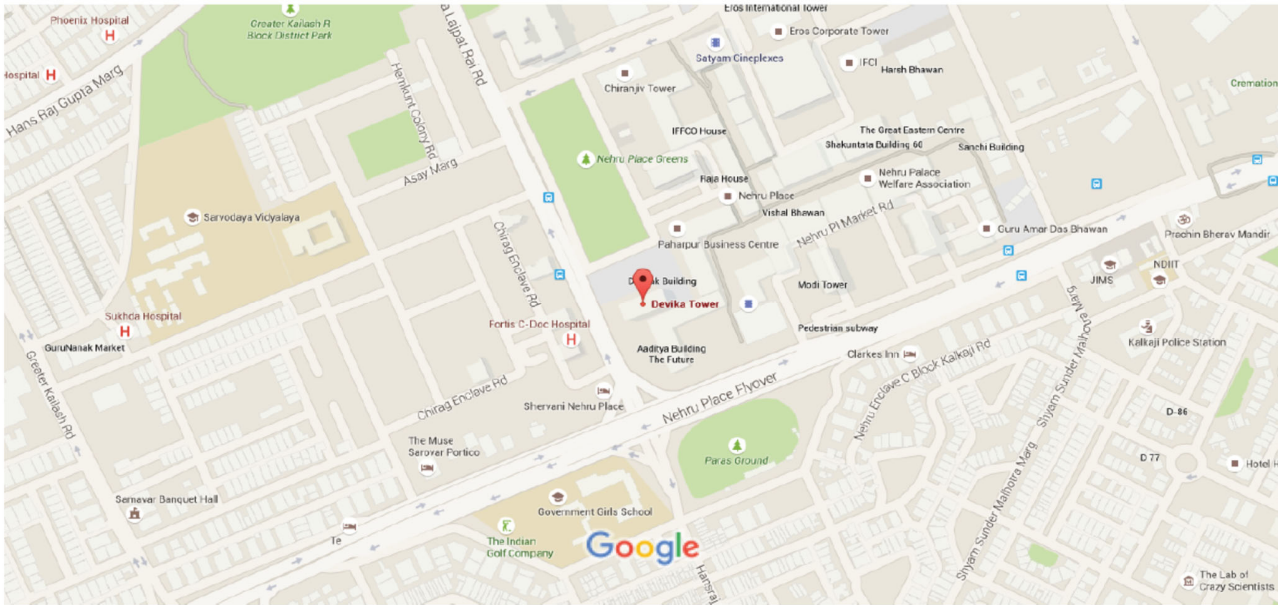 Eros International Tower
Phoenix Hospital
Greater Kailash R
Block District Park
a Lajpat Rai Rd
Eros Corporate Tower
Satyam Cineplexes
Hospital
IFCI
Harsh Bhawan
Hans Raj Gupta Marg
Hamkunt Colony Rd
Chiranjiv Tower
Cremation
IFFCO House
The Great Eastern Centre
Shakuntata Building 60
Sanchi Building
Asay Marg
Nehru Place Greens
Raja House
Nehru Palace
Welfare Association
Nehru Place
Sarvodaya Vidyalaya
Vishal Bhawan
Nehru Pl Market Rd
Guru Amar Das Bhawan
Prachin Bherav Mandir
Chirag Enclave Rd
Paharpur Business Centre
NDIIT
JIMS
Building
Devika Tower
Modi Tower
Sukhda Hospital
Fortis C-Doc Hospital
Pedestrian subway
GuruNanak Market
Aaditya Building
The Future
Clarkes Inn
Kalkaji Police Station
Shyam Sunder Malhotra Marg
Nehru Enclave C Block Kalkaji Rd
Greater Kailash Rd
Chirag Enclave Rd
Shervani Nehru Place
Nehru Place Flyover
D-86
The Muse
Sarovar Portico
Paras Ground
D 77
Hotel H
Shyam Sunder Malhotra Marg
Samavar Banquet Hall
Government Girls School
Te
The Indian
Golf Company
Google
Hansraj
The Lab of
Crazy Scientists